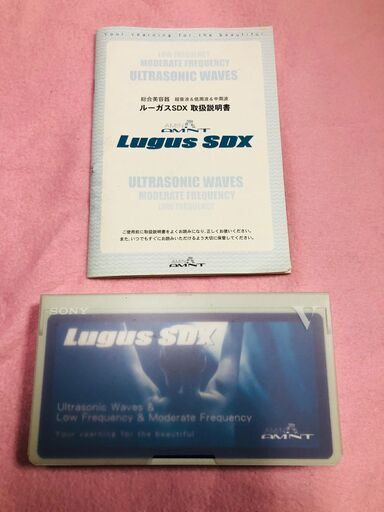 Your yearning for the beautiful
LOW FREQUENCY
MODERATE FREQUENCY
ULTRASONIC WAVES
総合美容器 超音波&低周波&中周波
ルーガスSDX 取扱説明書
AMNT
Lugus SDX
ULTRASONIC WAVES
MODERATE FREQUENCY
LOW FREQUENCY
ご使用前に取扱説明書をよくお読みになり、正しくお使いください。
また、いつでもすぐにお読みいただけるよう大切に保管してください。
AMNT
SONY
V
Lugus SDX
Ultrasonic Waves &
Low Frequency & Moderate Frequency
Your yearning for the beautiful
AMNT